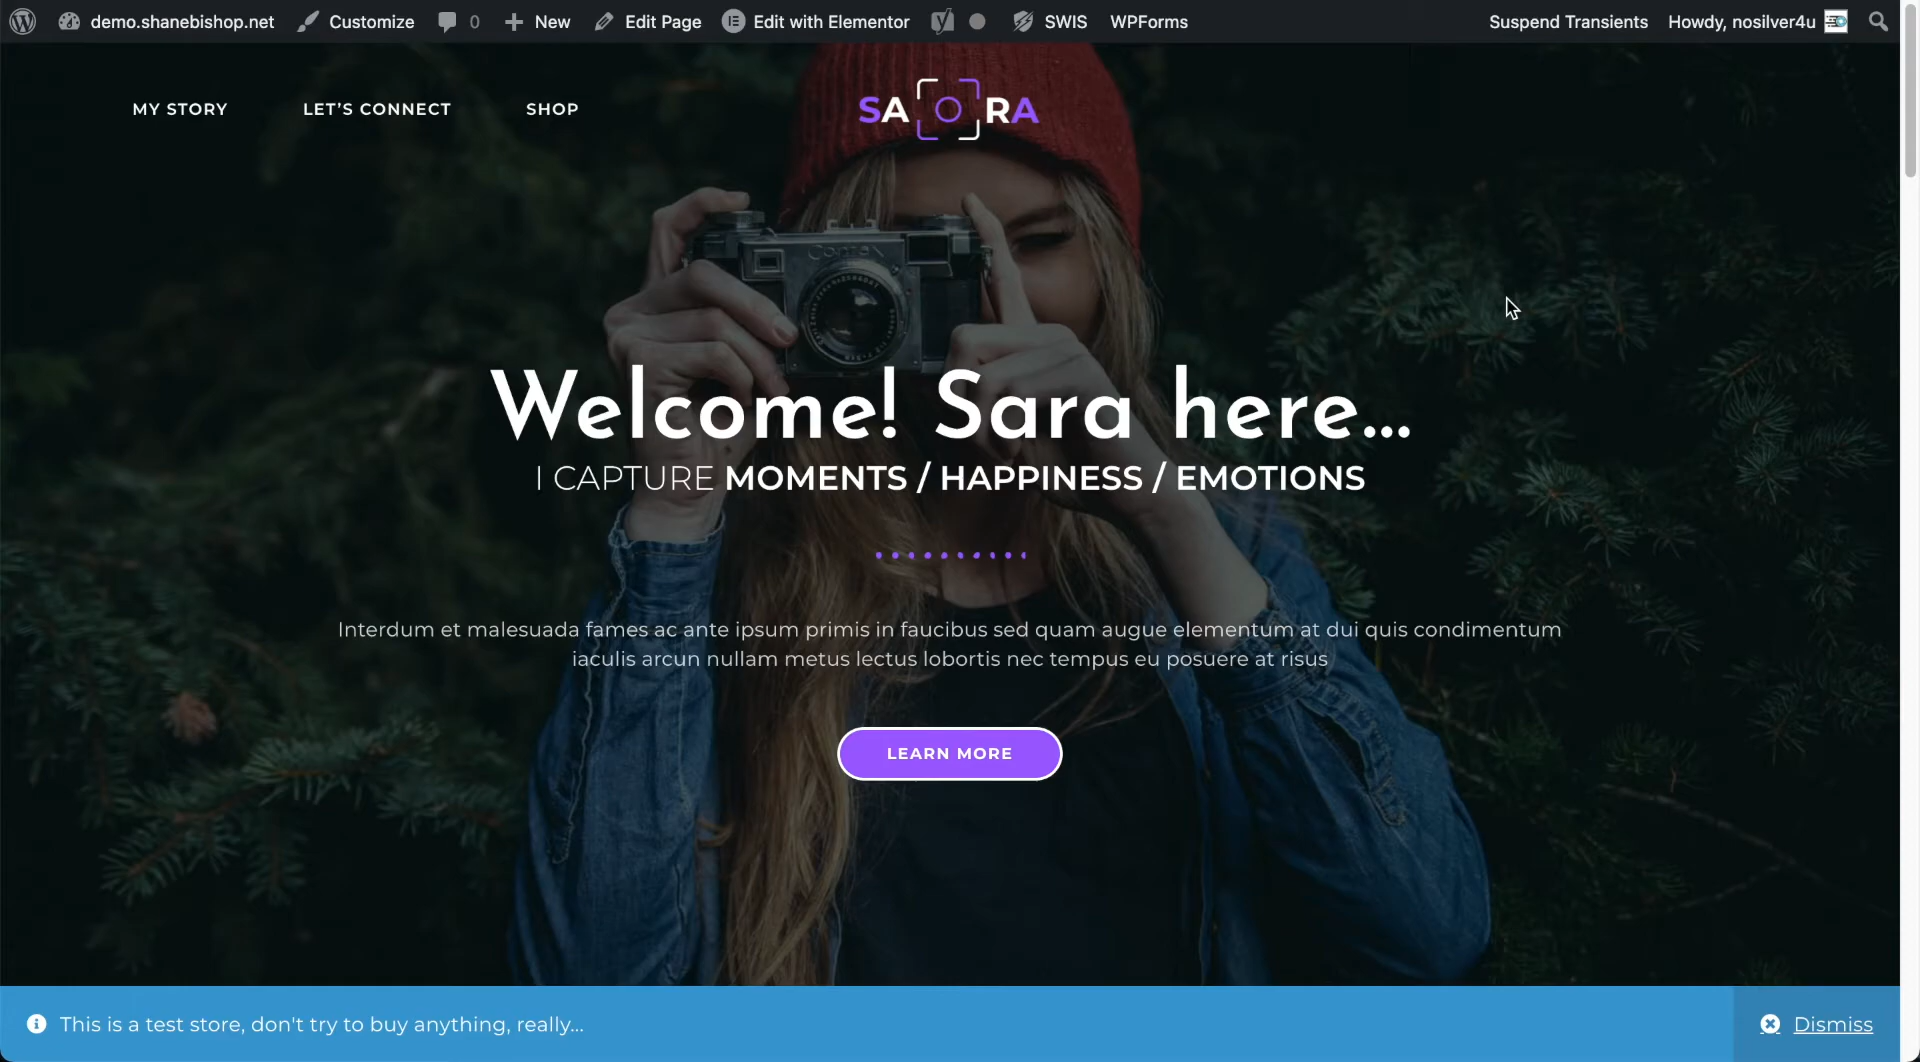 demo.shanebishop.net Customize 0 New Edit Page Edit with Elementor SWIS WPForms Suspend Transients Howdy, nosilver4u
MY STORY LET’S CONNECT SHOP SA RA
Contax
Welcome! Sara here...
I CAPTURE MOMENTS / HAPPINESS / EMOTIONS
Interdum et malesuada fames ac ante ipsum primis in faucibus sed quam augue elementum at dui quis condimentum
iaculis arcun nullam metus lectus lobortis nec tempus eu posuere at risus
LEARN MORE
This is a test store, don't try to buy anything, really... Dismiss